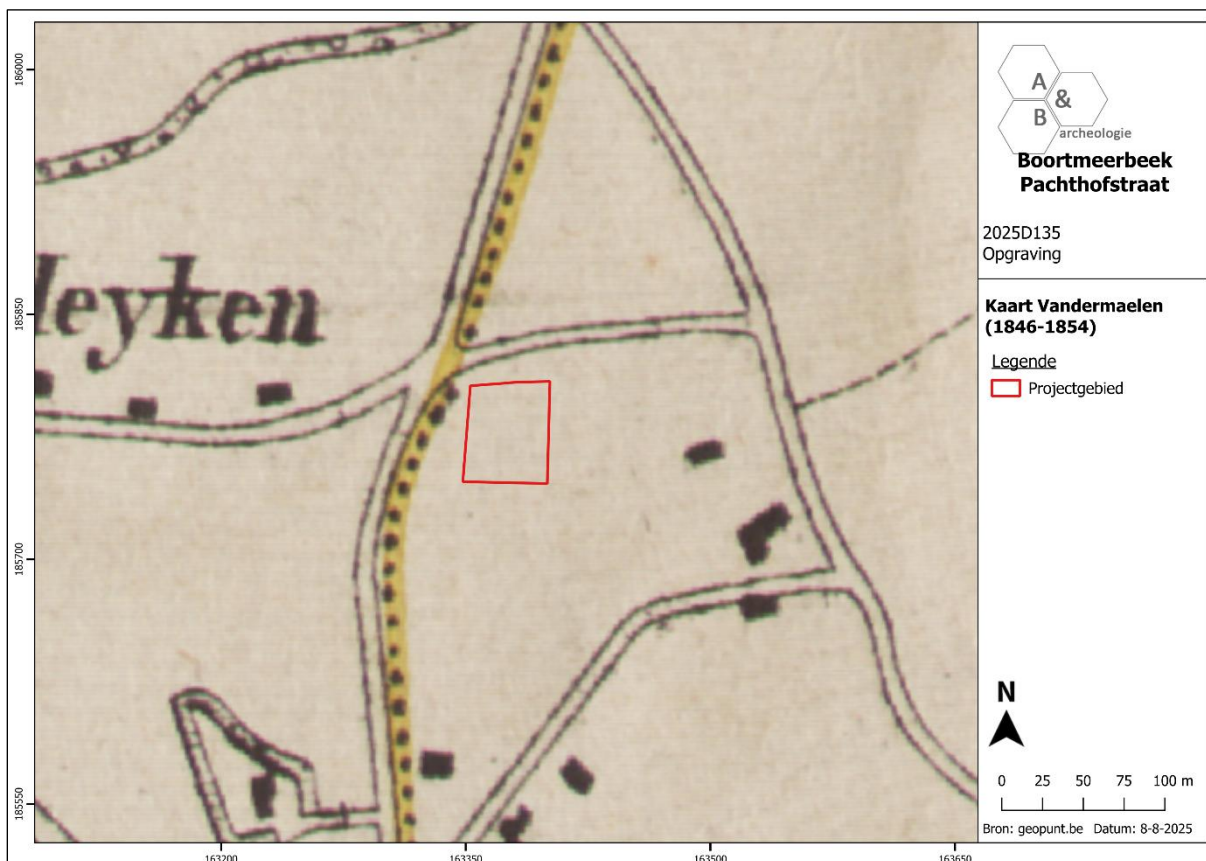 186000
185850
185700
185550
163200
163350
163500
163650
leyken
A
&
B
archeologie
Boortmeerbeek
Pachthofstraat
2025D135
Opgraving
Kaart Vandermaelen
(1846-1854)
Legende
Projectgebied
N
0 25 50 75 100 m
Bron: geopunt.be Datum: 8-8-2025